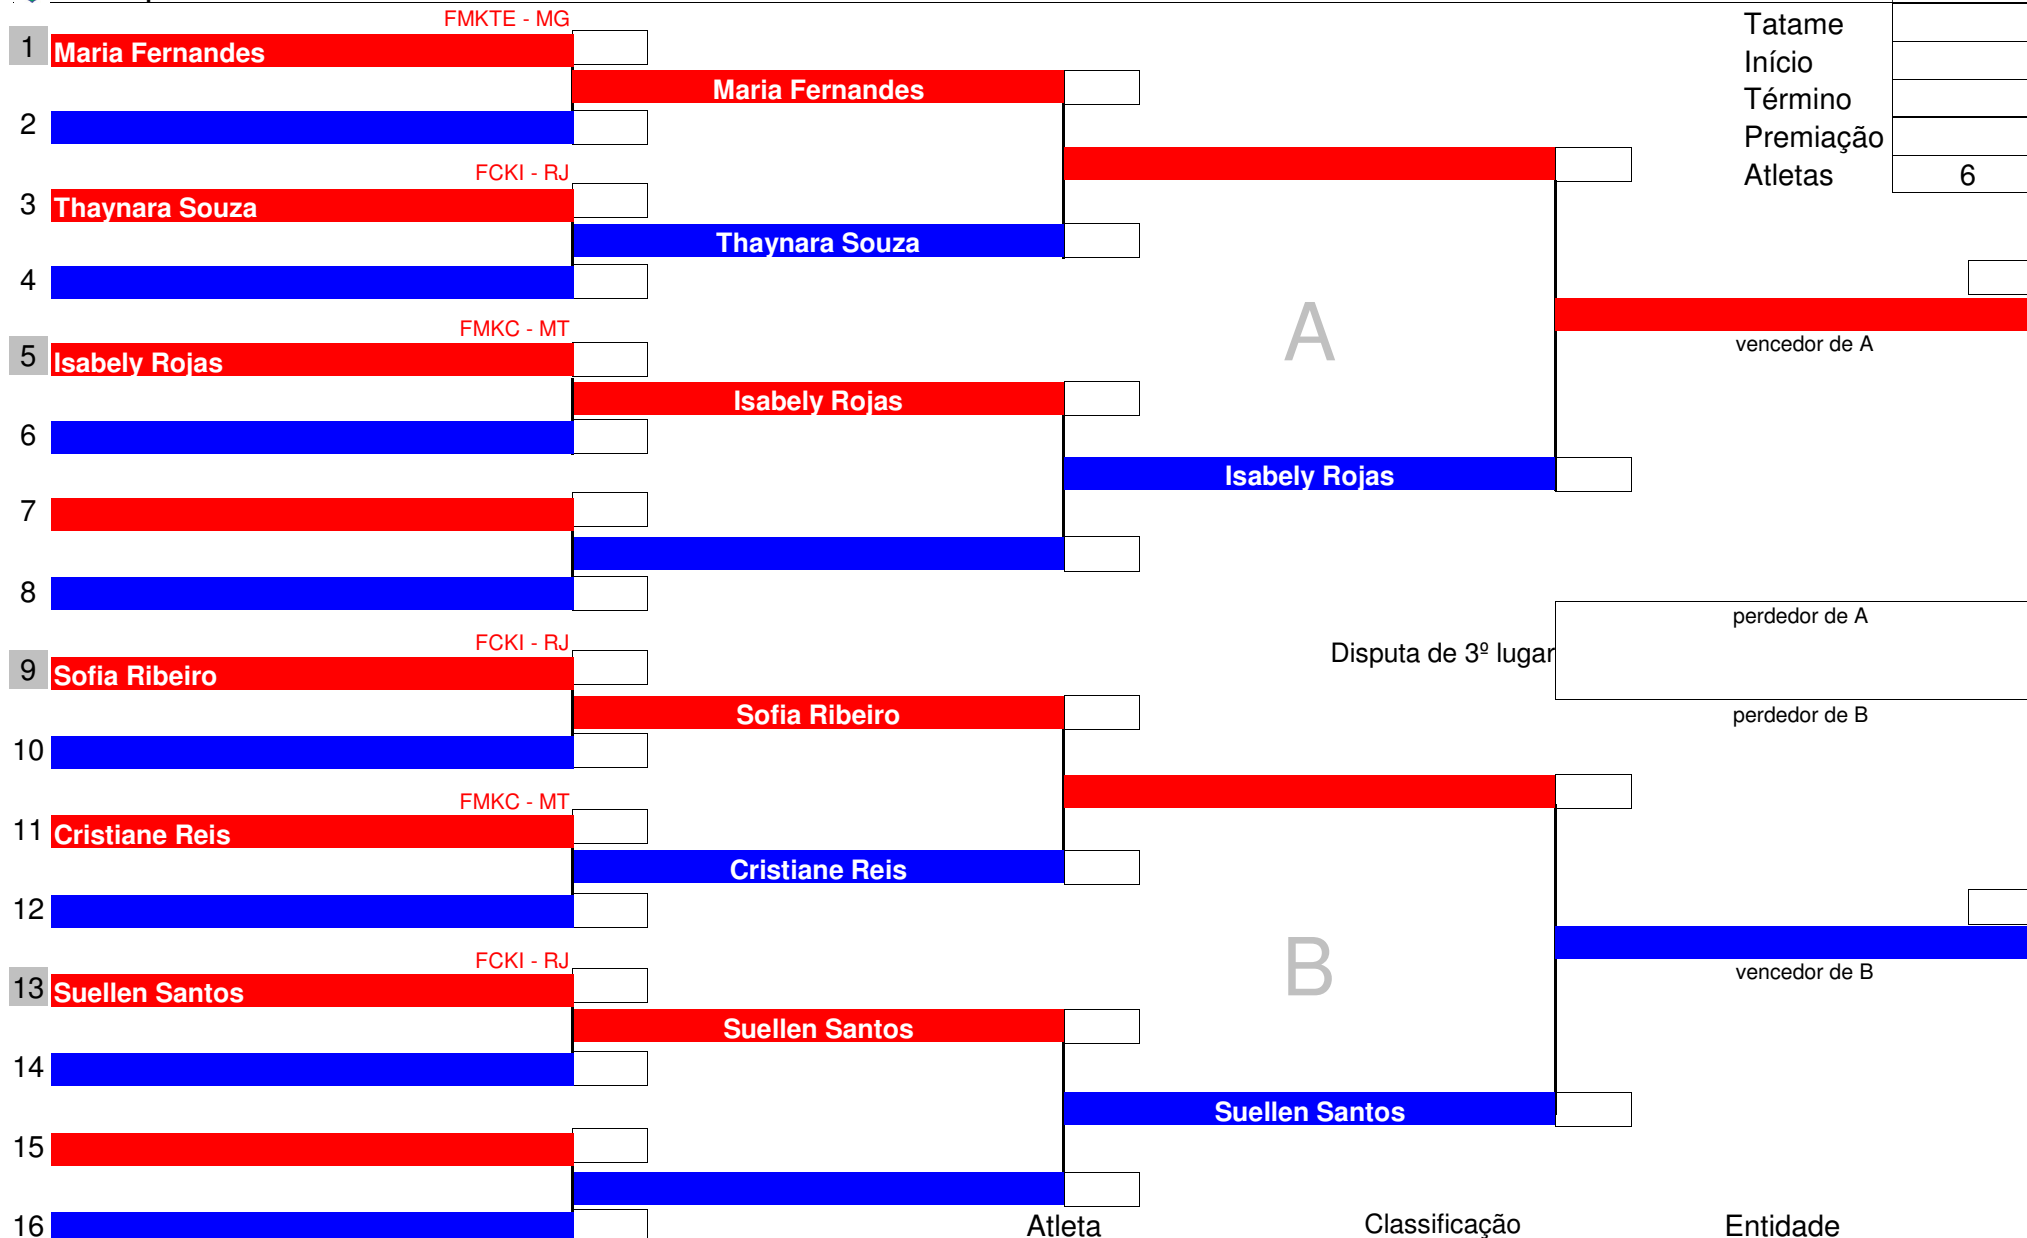 FMKTE - MG
Tatame
1 Maria Fernandes
Início
Maria Fernandes
Término
2
Premiação
FCKI - RJ
Atletas 6
3 Thaynara Souza
Thaynara Souza
4
FMKC - MT
A
vencedor de A
5 Isabely Rojas
Isabely Rojas
6
Isabely Rojas
7
8
perdedor de A
FCKI - RJ
Disputa de 3º lugar
9 Sofia Ribeiro
Sofia Ribeiro
perdedor de B
10
FMKC - MT
11 Cristiane Reis
Cristiane Reis
12
FCKI - RJ
B
vencedor de B
13 Suellen Santos
Suellen Santos
14
Suellen Santos
15
16
Atleta Classificação Entidade